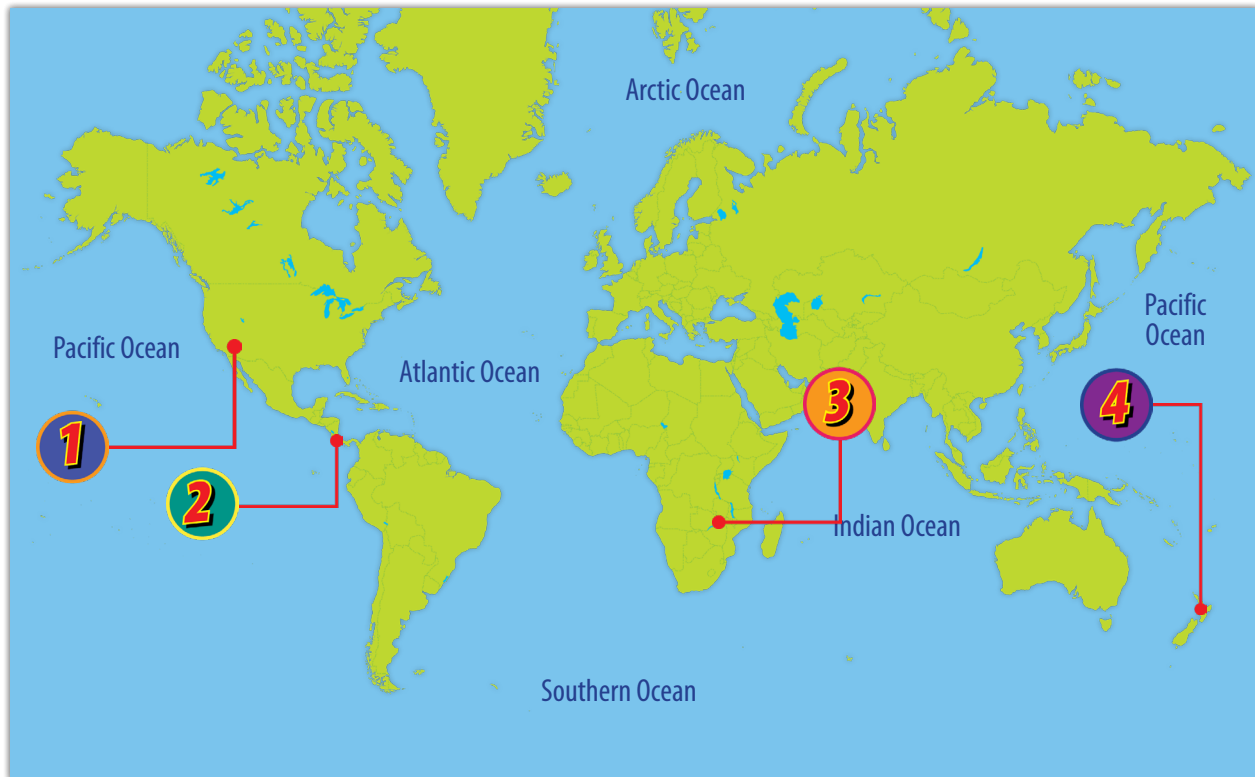 Arctic Ocean
Pacific Ocean
Atlantic Ocean
Pacific
Ocean
1
2
3
4
Indian Ocean
Southern Ocean